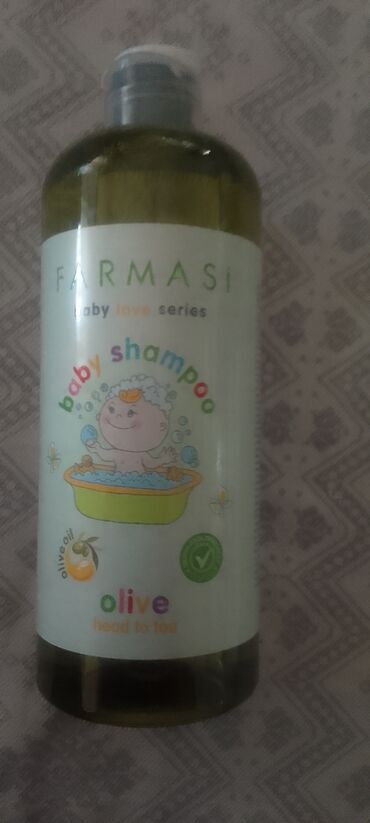 FARMASi
baby love series
baby shampoo
olive oil
olive
head to toe